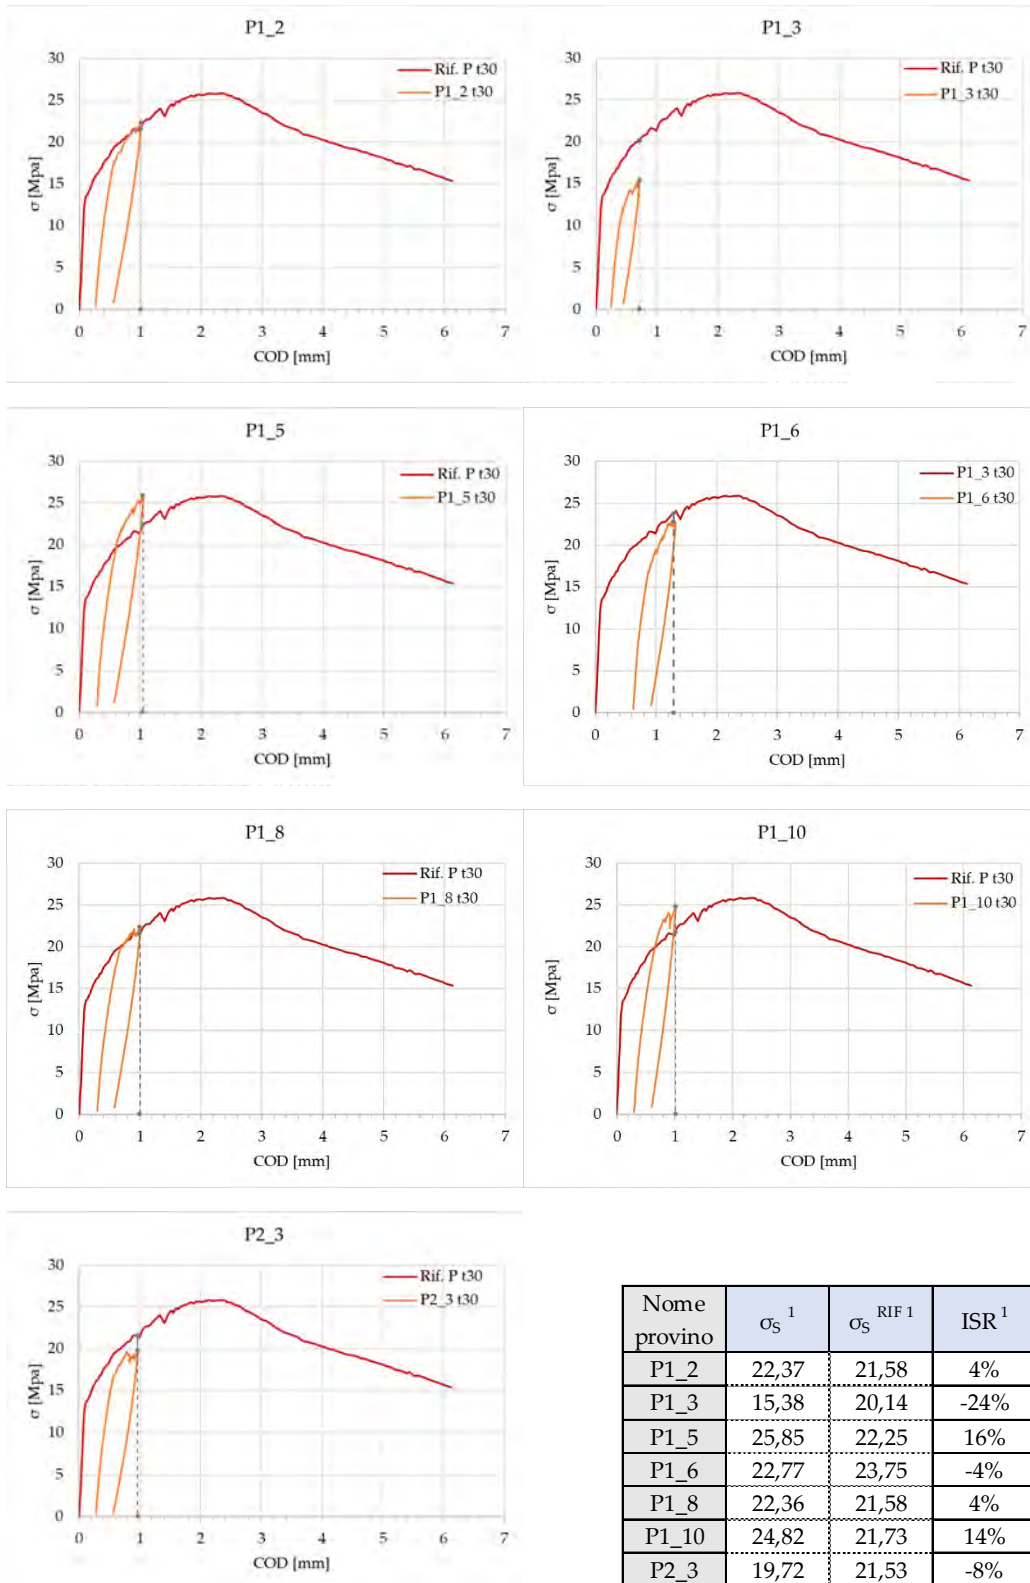 P1_2
30
25
20
15
10
5
0
σ [Mpa]
Rif. P t30
P1_2 t30
0 1 2 3 4 5 6 7
COD [mm]
P1_3
30
25
20
15
10
5
0
σ [Mpa]
Rif. P t30
P1_3 t30
0 1 2 3 4 5 6 7
COD [mm]
P1_5
30
25
20
15
10
5
0
σ [Mpa]
Rif. P t30
P1_5 t30
0 1 2 3 4 5 6 7
COD [mm]
P1_6
30
25
20
15
10
5
0
σ [Mpa]
P1_3 t30
P1_6 t30
0 1 2 3 4 5 6 7
COD [mm]
P1_8
30
25
20
15
10
5
0
σ [Mpa]
Rif. P t30
P1_8 t30
0 1 2 3 4 5 6 7
COD [mm]
P1_10
30
25
20
15
10
5
0
σ [Mpa]
Rif. P t30
P1_10 t30
0 1 2 3 4 5 6 7
COD [mm]
P2_3
30
25
20
15
10
5
0
σ [Mpa]
Rif. P t30
P2_3 t30
0 1 2 3 4 5 6 7
COD [mm]
Nome provino σS 1 σS RIF 1 ISR 1
P1_2 22,37 21,58 4%
P1_3 15,38 20,14 -24%
P1_5 25,85 22,25 16%
P1_6 22,77 23,75 -4%
P1_8 22,36 21,58 4%
P1_10 24,82 21,73 14%
P2_3 19,72 21,53 -8%